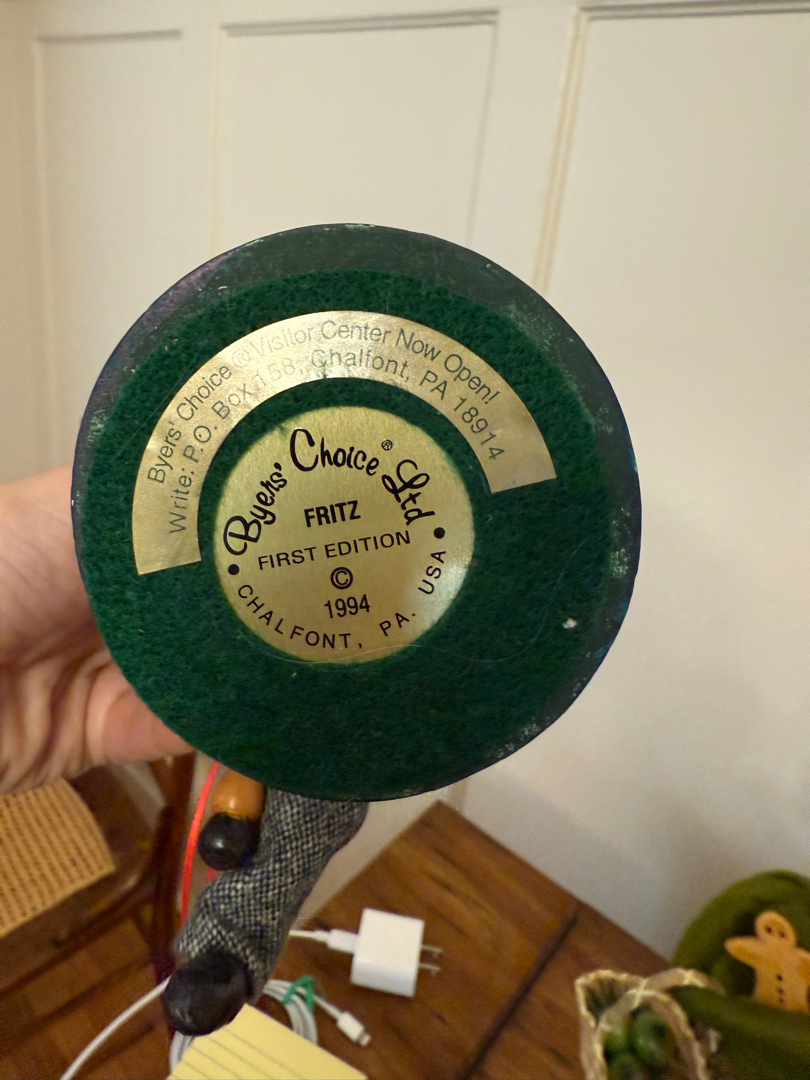 Byers' Choice ® Visitor Center Now Open!
Write: P.O. Box 158, Chalfont, PA 18914
Byers' Choice® Ltd
FRITZ
FIRST EDITION
©
1994
• CHALFONT, PA. USA •